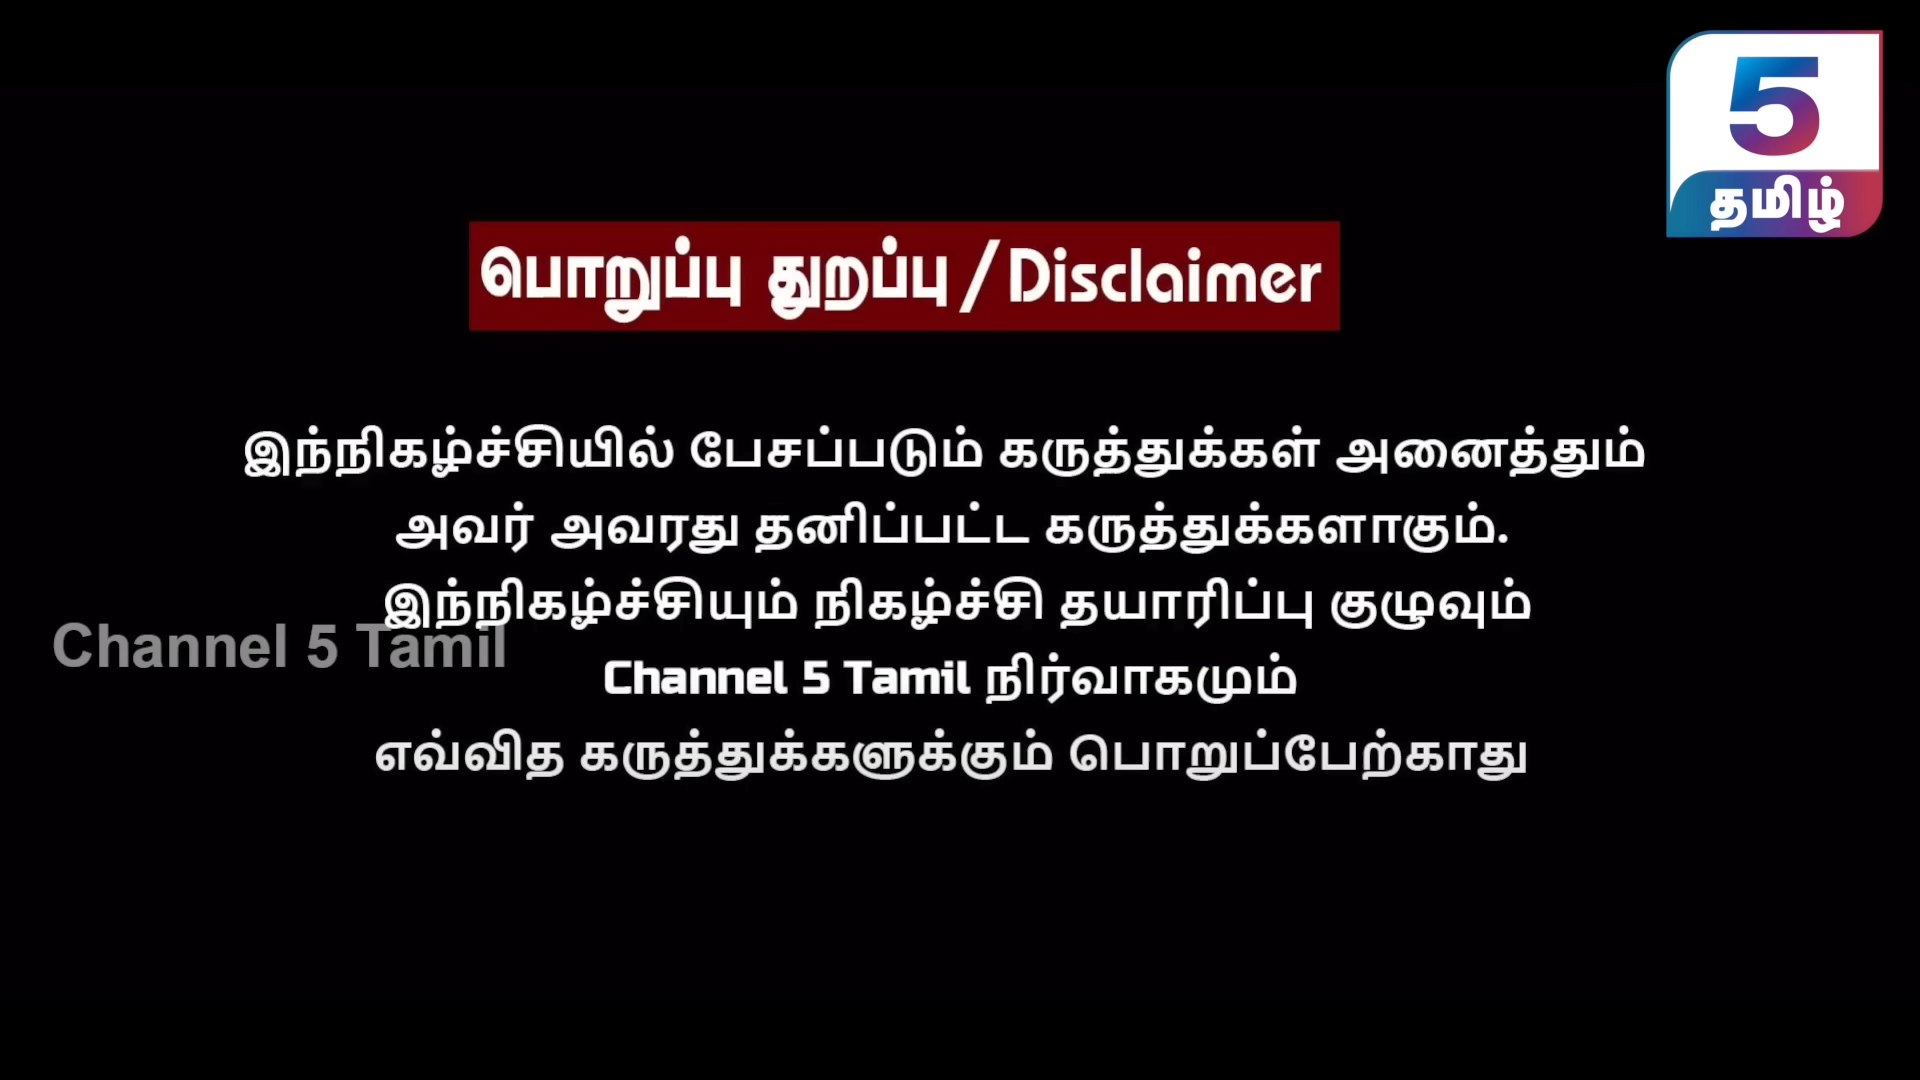 5
தமிழ்
பொறுப்பு துறப்பு / Disclaimer
இந்நிகழ்ச்சியில் பேசப்படும் கருத்துக்கள் அனைத்தும்
அவர் அவரது தனிப்பட்ட கருத்துக்களாகும்.
இந்நிகழ்ச்சியும் நிகழ்ச்சி தயாரிப்பு குழுவும்
Channel 5 Tamil
Channel 5 Tamil நிர்வாகமும்
எவ்வித கருத்துக்களுக்கும் பொறுப்பேற்காது